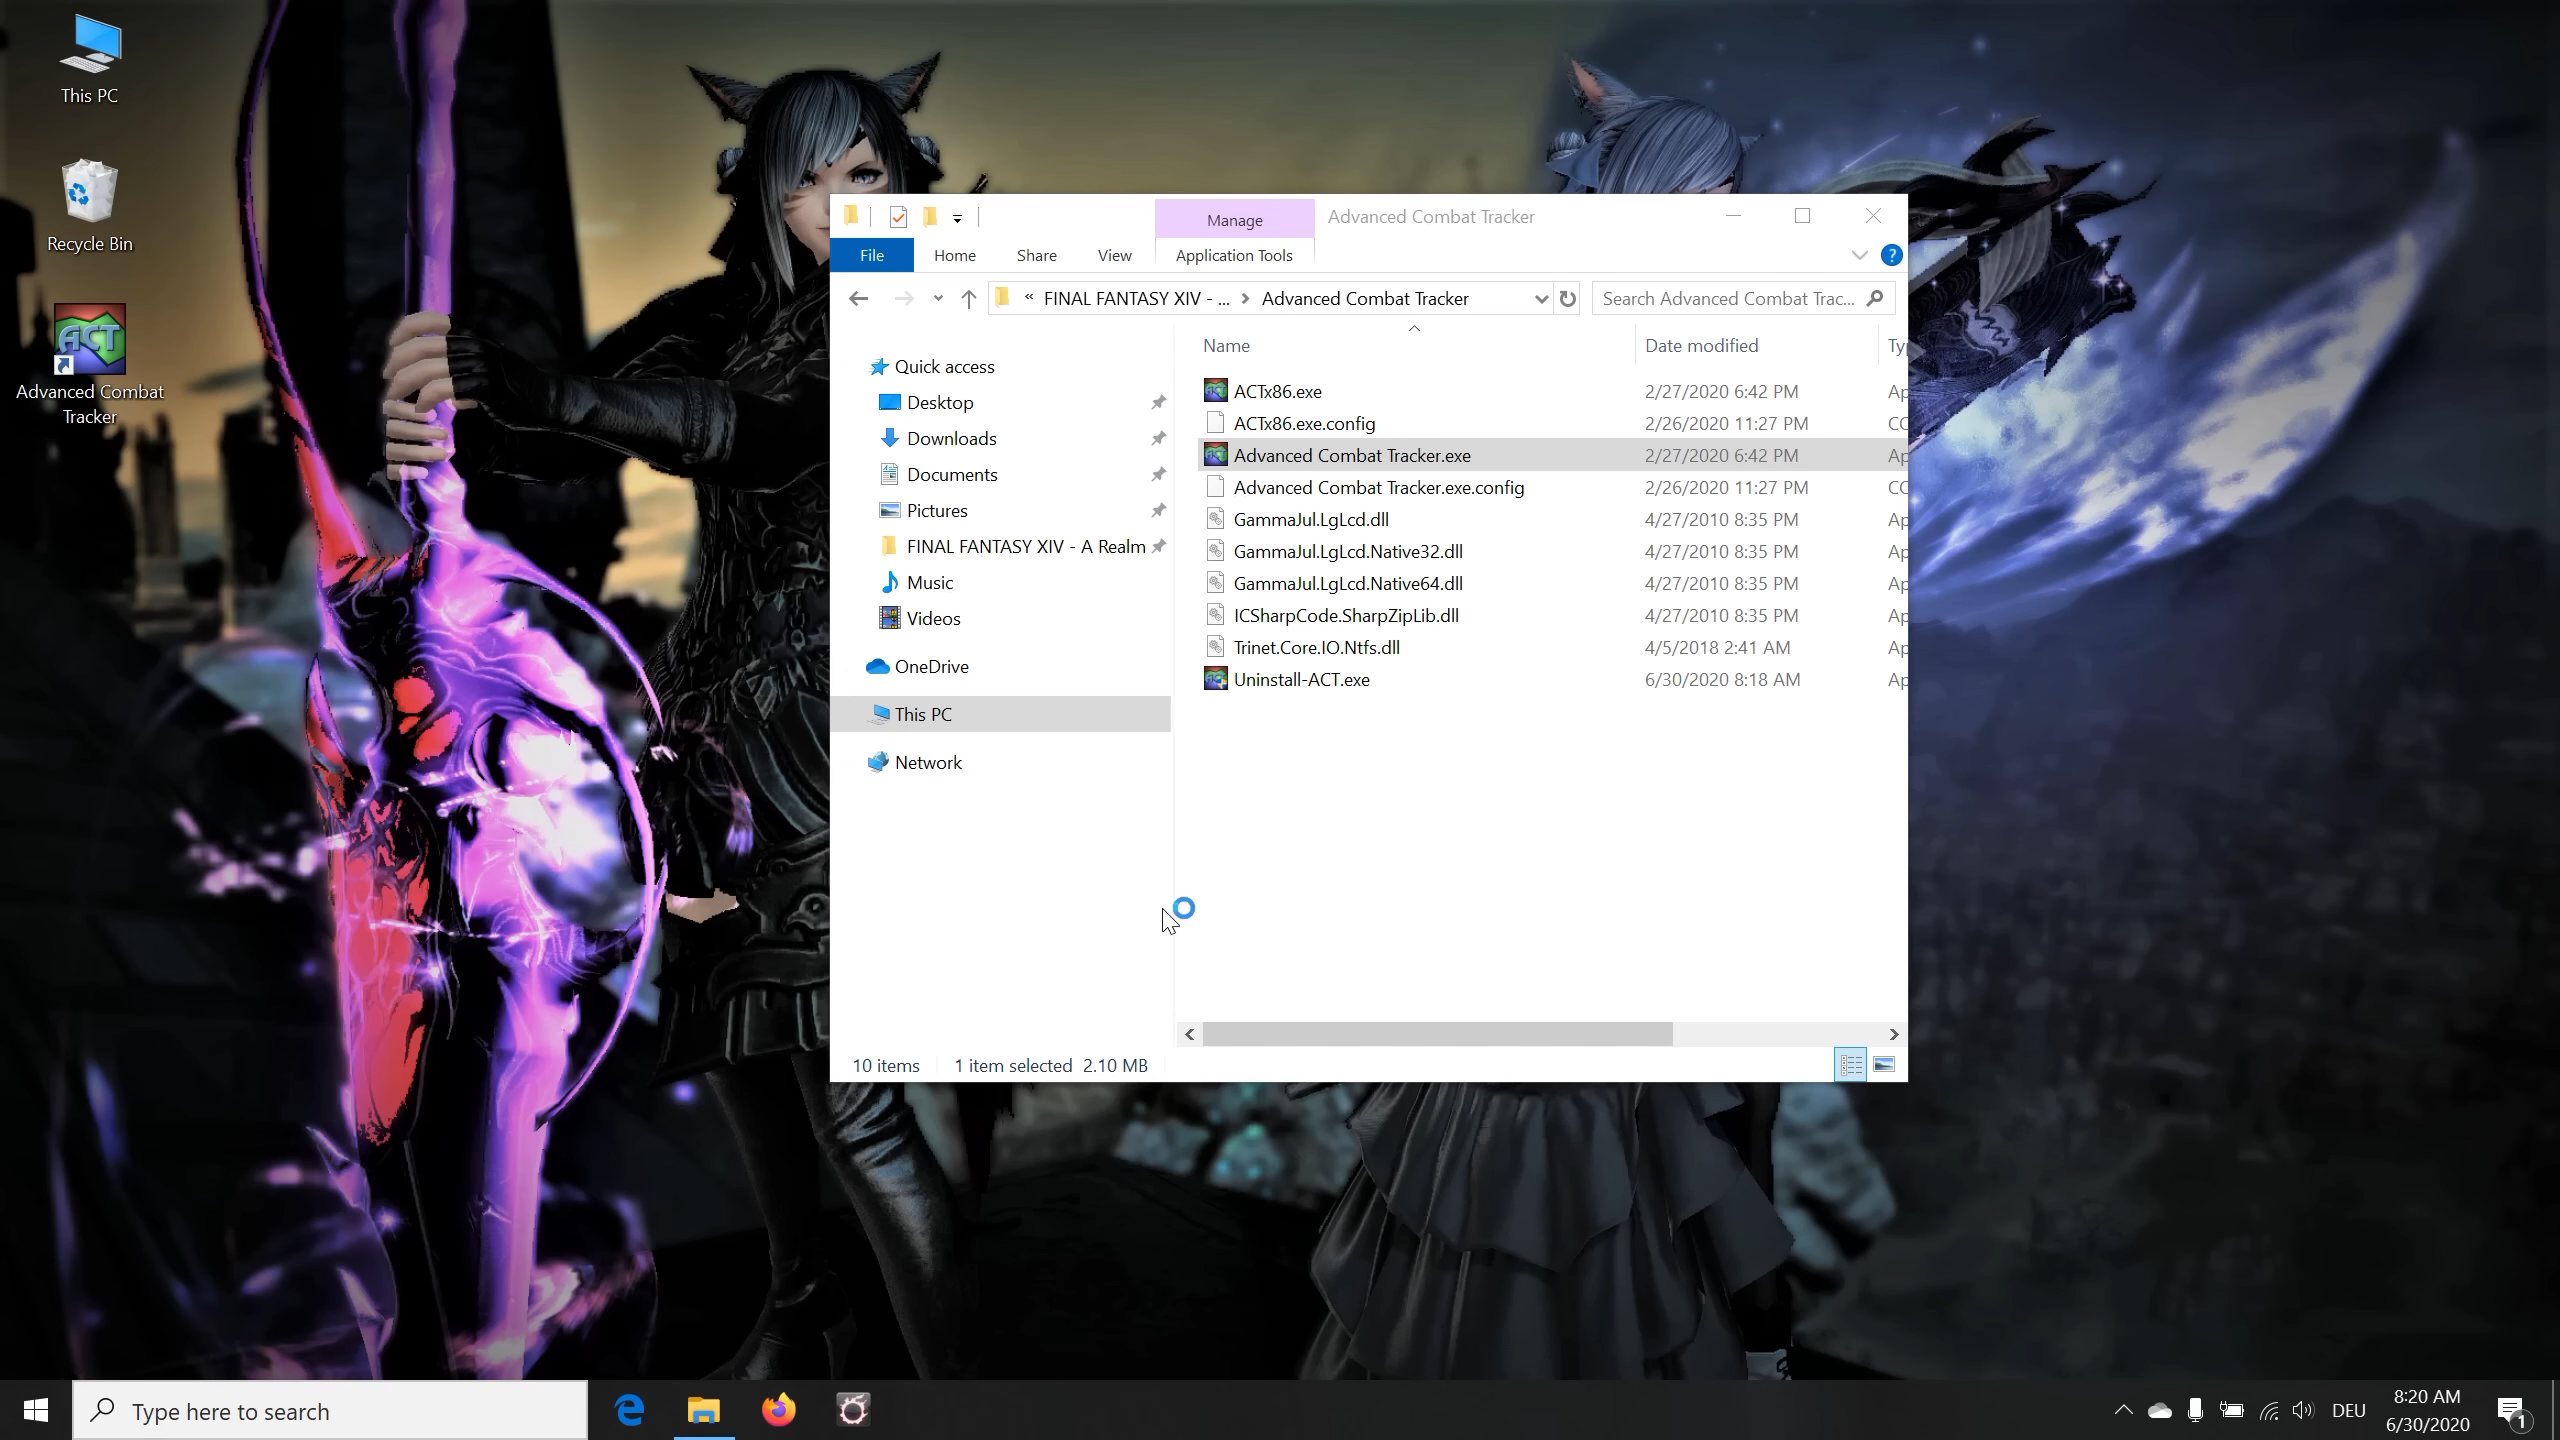 This PC
Recycle Bin
ACT
Advanced Combat
Tracker
Manage
Advanced Combat Tracker
File
Home
Share
View
Application Tools
?
« FINAL FANTASY XIV - ... > Advanced Combat Tracker
Search Advanced Combat Trac...
Name
Date modified
Ty
Quick access
Desktop
Downloads
Documents
Pictures
FINAL FANTASY XIV - A Realm
Music
Videos
OneDrive
This PC
Network
ACTx86.exe 2/27/2020 6:42 PM Ap
ACTx86.exe.config 2/26/2020 11:27 PM CO
Advanced Combat Tracker.exe 2/27/2020 6:42 PM Ap
Advanced Combat Tracker.exe.config 2/26/2020 11:27 PM CO
GammaJul.LgLcd.dll 4/27/2010 8:35 PM Ap
GammaJul.LgLcd.Native32.dll 4/27/2010 8:35 PM Ap
GammaJul.LgLcd.Native64.dll 4/27/2010 8:35 PM Ap
ICSharpCode.SharpZipLib.dll 4/27/2010 8:35 PM Ap
Trinet.Core.IO.Ntfs.dll 4/5/2018 2:41 AM Ap
Uninstall-ACT.exe 6/30/2020 8:18 AM Ap
10 items
1 item selected 2.10 MB
Type here to search
DEU
8:20 AM
6/30/2020
1